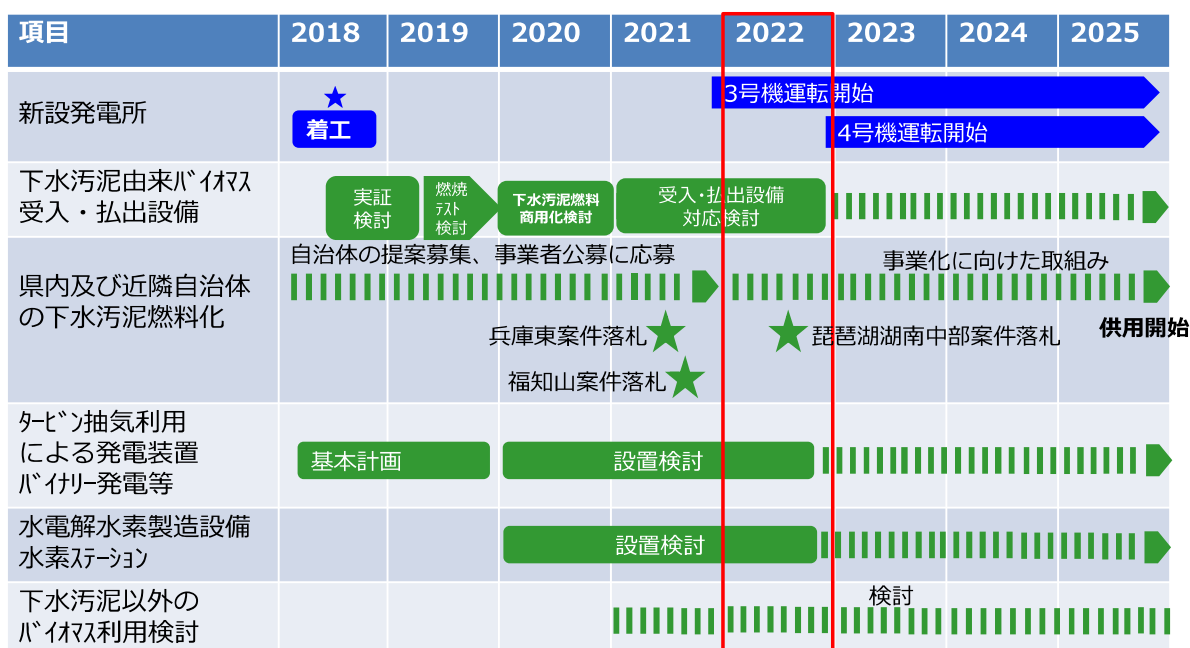 項目 2018 2019 2020 2021 2022 2023 2024 2025
新設発電所
着工
3号機運転開始
4号機運転開始
下水汚泥由来ﾊﾞｲｵﾏｽ
受入・払出設備
実証
検討
燃焼
ﾃｽﾄ
検討
下水汚泥燃料
商用化検討
受入・払出設備
対応検討
県内及び近隣自治体
の下水汚泥燃料化
自治体の提案募集、事業者公募に応募
事業化に向けた取組み
兵庫東案件落札
琵琶湖湖南中部案件落札
供用開始
福知山案件落札
ﾀｰﾋﾞﾝ抽気利用
による発電装置
ﾊﾞｲﾅﾘｰ発電等
基本計画
設置検討
水電解水素製造設備
水素ｽﾃｰｼｮﾝ
設置検討
下水汚泥以外の
ﾊﾞｲｵﾏｽ利用検討
検討